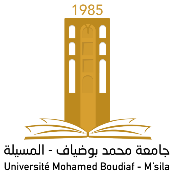 1985
جامعة محمد بوضياف - المسيلة
Université Mohamed Boudiaf - M'sila